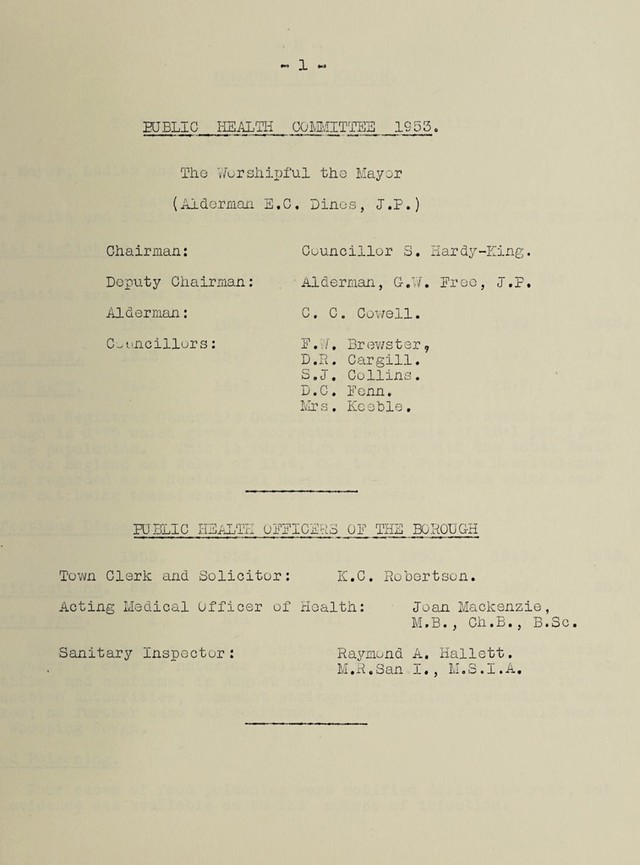 - 1 -
PUBLIC HEALTH COMMITTEE 1953.
The Worshipful the Mayor
(Alderman E.C. Dines, J.P.)
Chairman: Councillor S. Hardy-King.
Deputy Chairman: Alderman, G.W. Free, J.P.
Alderman: C. C. Cowell.
Councillors: F.W. Brewster,
D.R. Cargill.
S.J. Collins.
D.C. Fenn.
Mrs. Keeble.
PUBLIC HEALTH OFFICERS OF THE BOROUGH
Town Clerk and Solicitor: K.C. Robertson.
Acting Medical Officer of Health: Joan Mackenzie,
M.B., Ch.B., B.Sc.
Sanitary Inspector: Raymond A. Hallett.
M.R.San I., M.S.I.A.